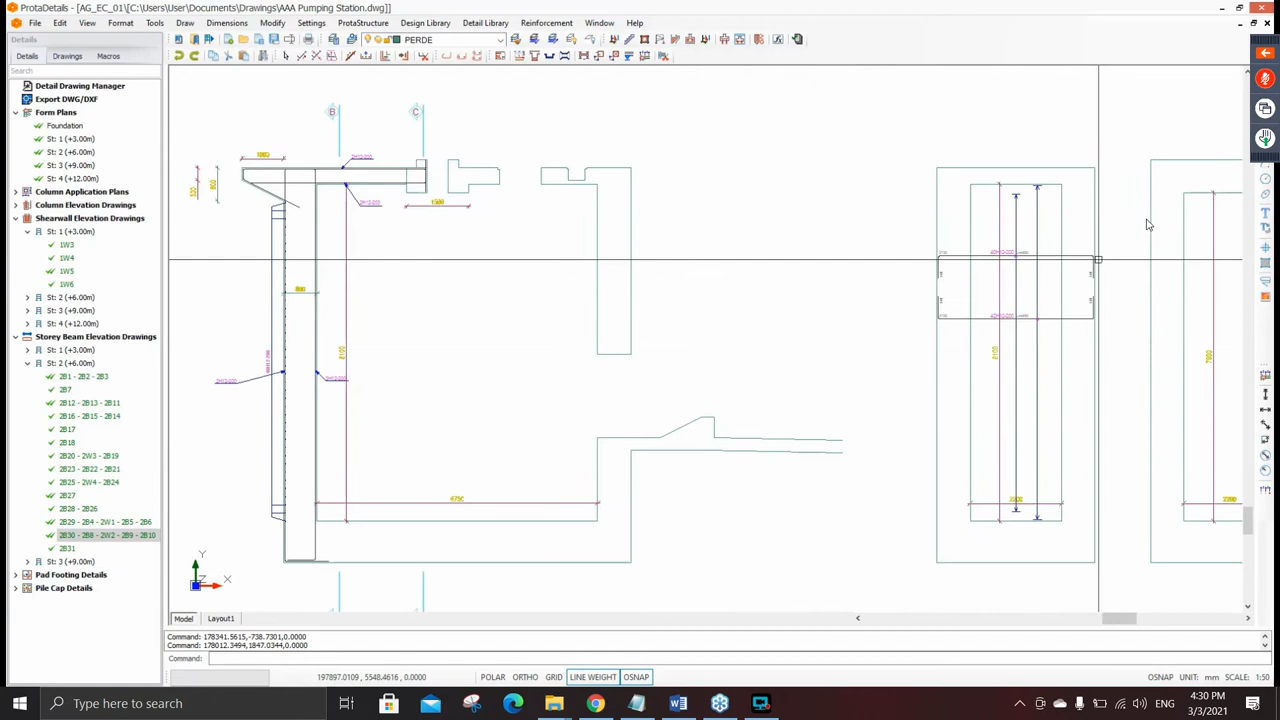 ProtaDetails - [AG_EC_01\[C:\Users\User\Documents\Drawings\AAA Pumping Station.dwg]]
File Edit View Format Tools Draw Dimensions Modify Settings ProtaStructure Design Library Detail Library Reinforcement Window Help
Details
PERDE
Details Drawings Macros
Search
Detail Drawing Manager
Export DWG/DXF
Form Plans
Foundation
St: 1 (+3.00m)
St: 2 (+6.00m)
St: 3 (+9.00m)
St: 4 (+12.00m)
Column Application Plans
Column Elevation Drawings
Shearwall Elevation Drawings
St: 1 (+3.00m)
1W3
1W4
1W5
1W6
St: 2 (+6.00m)
St: 3 (+9.00m)
St: 4 (+12.00m)
Storey Beam Elevation Drawings
St: 1 (+3.00m)
St: 2 (+6.00m)
2B1 - 2B2 - 2B3
2B7
2B12 - 2B13 - 2B11
2B16 - 2B15 - 2B14
2B17
2B18
2B20 - 2W3 - 2B19
2B23 - 2B22 - 2B21
2B25 - 2W4 - 2B24
2B27
2B28 - 2B26
2B29 - 2B4 - 2W1 - 2B5 - 2B6
2B30 - 2B8 - 2W2 - 2B9 - 2B10
2B31
St: 3 (+9.00m)
Pad Footing Details
Pile Cap Details
B C
Y
Z X
Model Layout1
Command: 178341.5615,-738.7301,0.0000
Command: 178012.3494,1847.0344,0.0000
Command:
197897.0109 , 5548.4616 , 0.0000 POLAR ORTHO GRID LINE WEIGHT OSNAP OSNAP UNIT: mm SCALE: 1:50
Type here to search
ENG
4:30 PM
3/3/2021